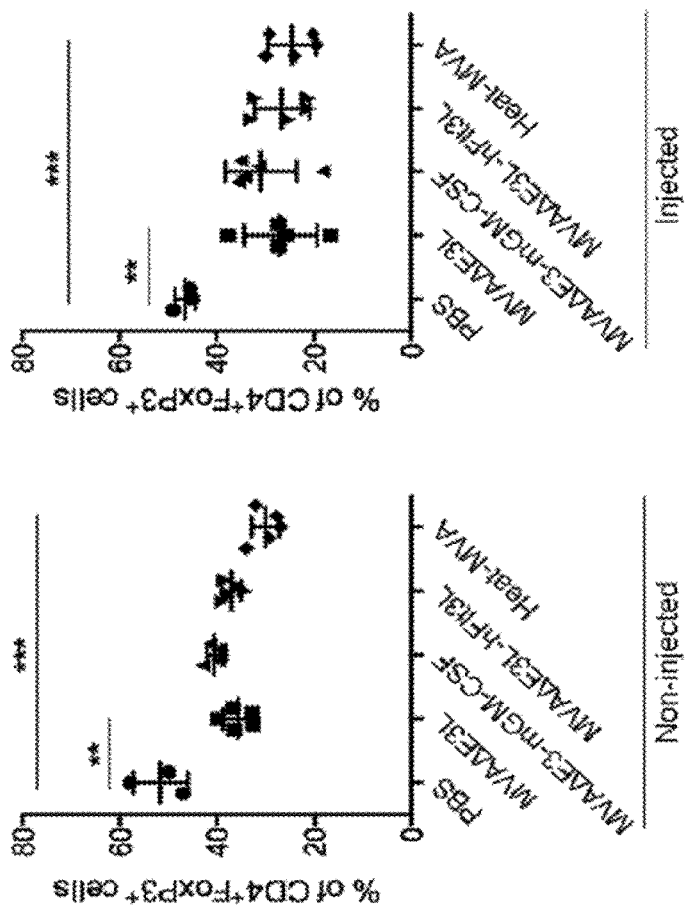 % of CD4⁺FoxP3⁺ cells
80
60
40
20
0
**
***
PBS
MVAΔE3L
MVAΔE3-mGM-CSF
MVAΔE3L-hFlt3L
Heat-MVA
Non-injected
% of CD4⁺FoxP3⁺ cells
80
60
40
20
0
**
***
PBS
MVAΔE3L
MVAΔE3-mGM-CSF
MVAΔE3L-hFlt3L
Heat-MVA
Injected